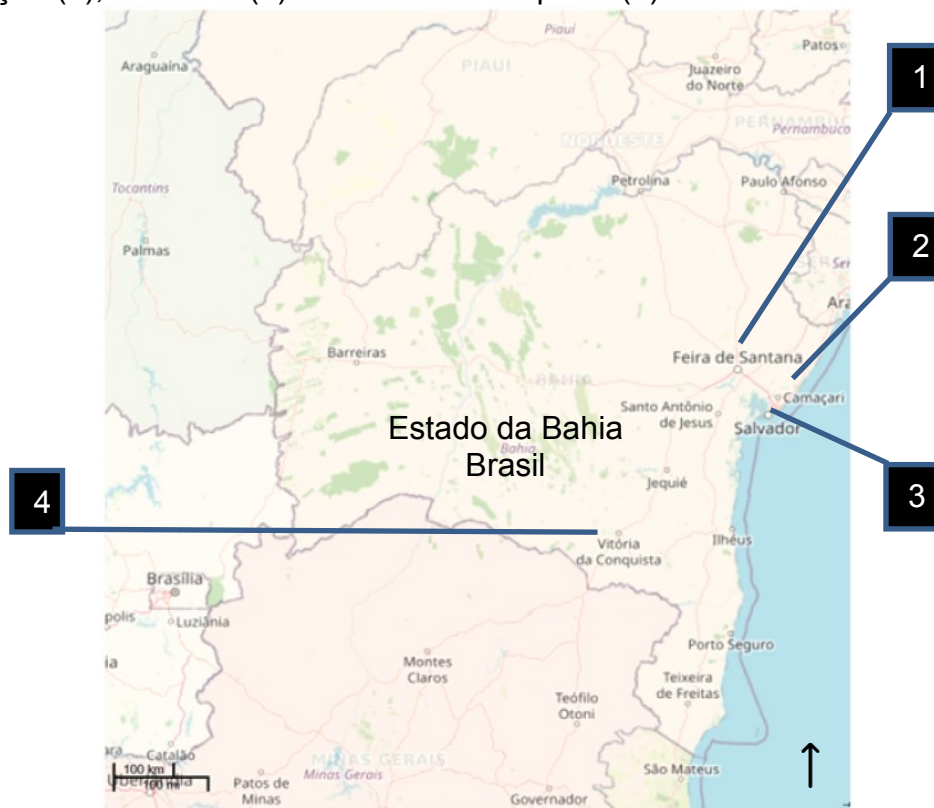 Piauí
Patos
Araguaína
PIAUÍ
Juazeiro
do Norte
1
PERNAMBUCO
Pernambuco
NORDESTE
Petrolina
Paulo Afonso
Tocantins
2
Palmas
Feira de Santana
Barreiras
BAHIA
Camaçari
Santo Antônio
de Jesus
Salvador
Estado da Bahia
Bahia
Brasil
Jequié
3
4
Vitória
da Conquista
Ilhéus
Brasília
Luziânia
Porto Seguro
Montes
Claros
Teixeira
de Freitas
Teófilo
Otoni
Catalão
MINAS GERAIS
Minas Gerais
100 km
100 mi
São Mateus
Patos de
Minas
Governador